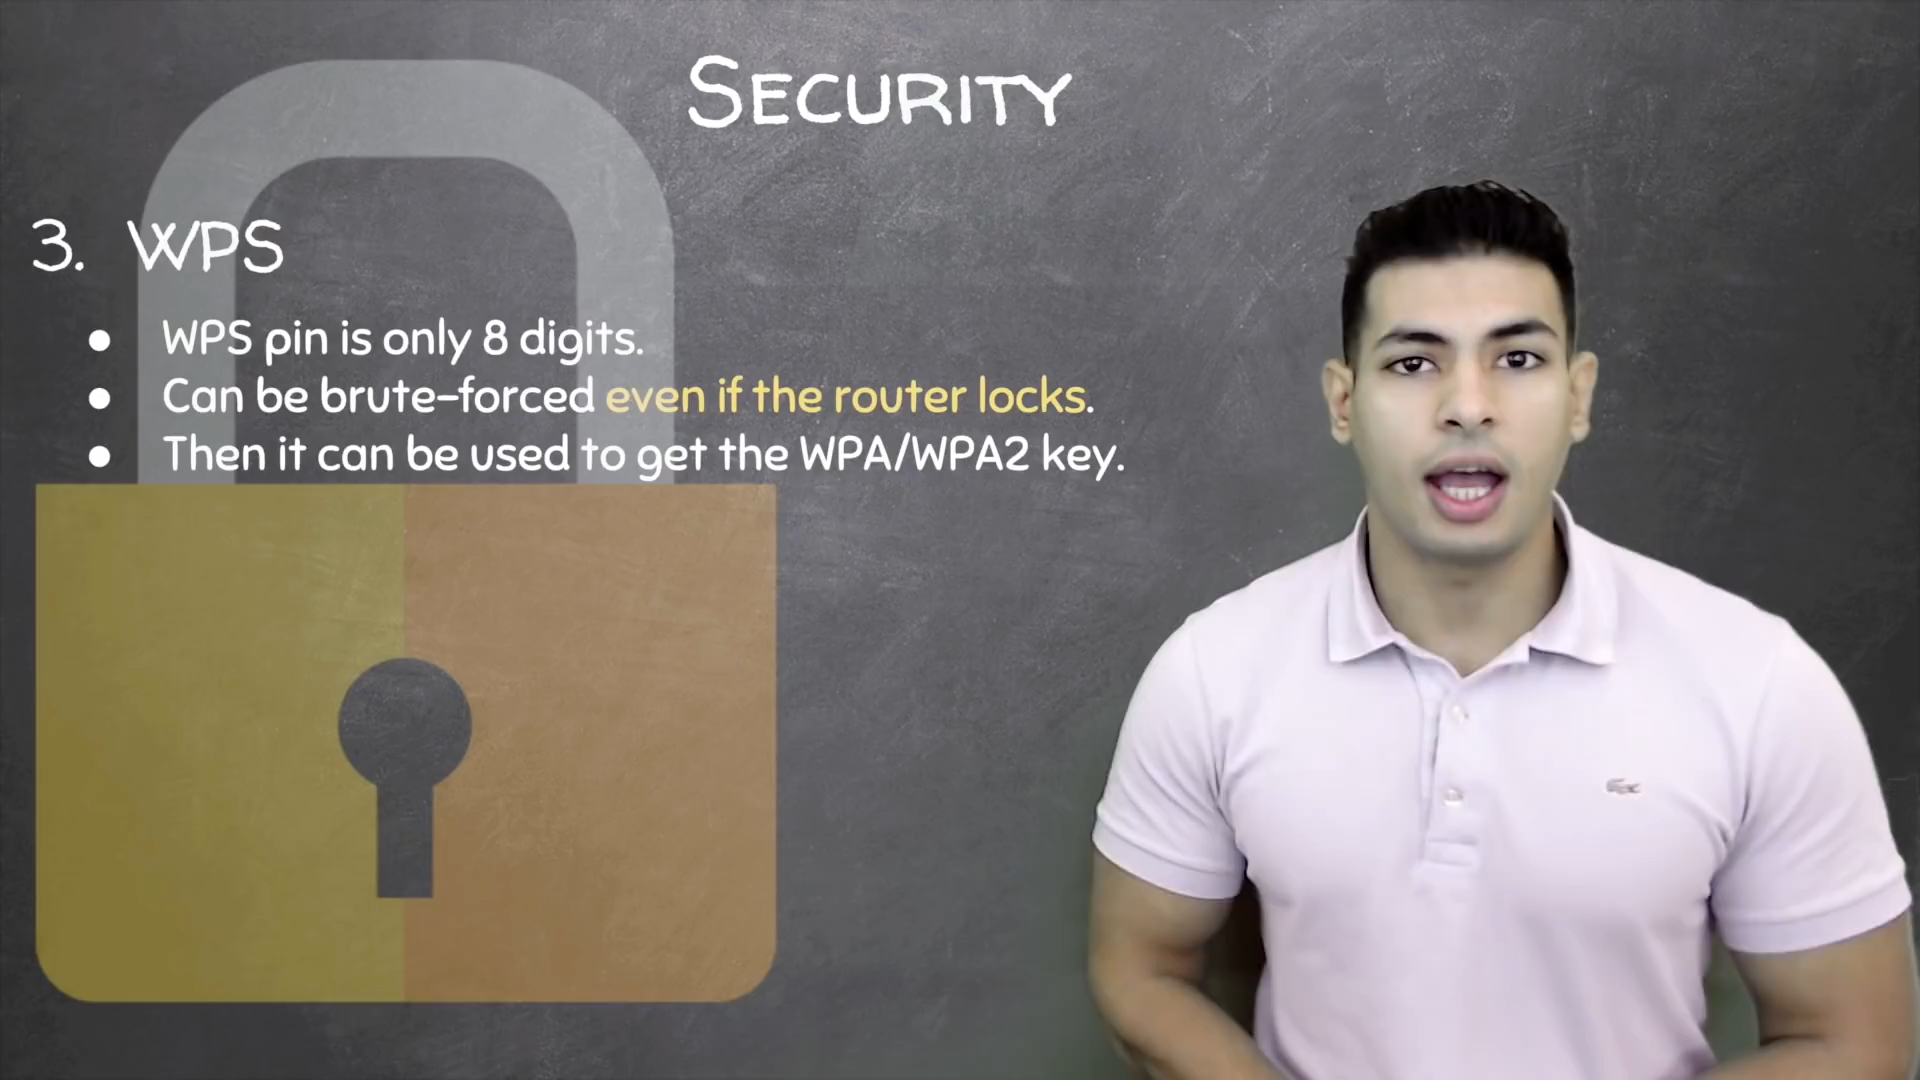 SECURITY
3. WPS
● WPS pin is only 8 digits.
● Can be brute-forced even if the router locks.
● Then it can be used to get the WPA/WPA2 key.